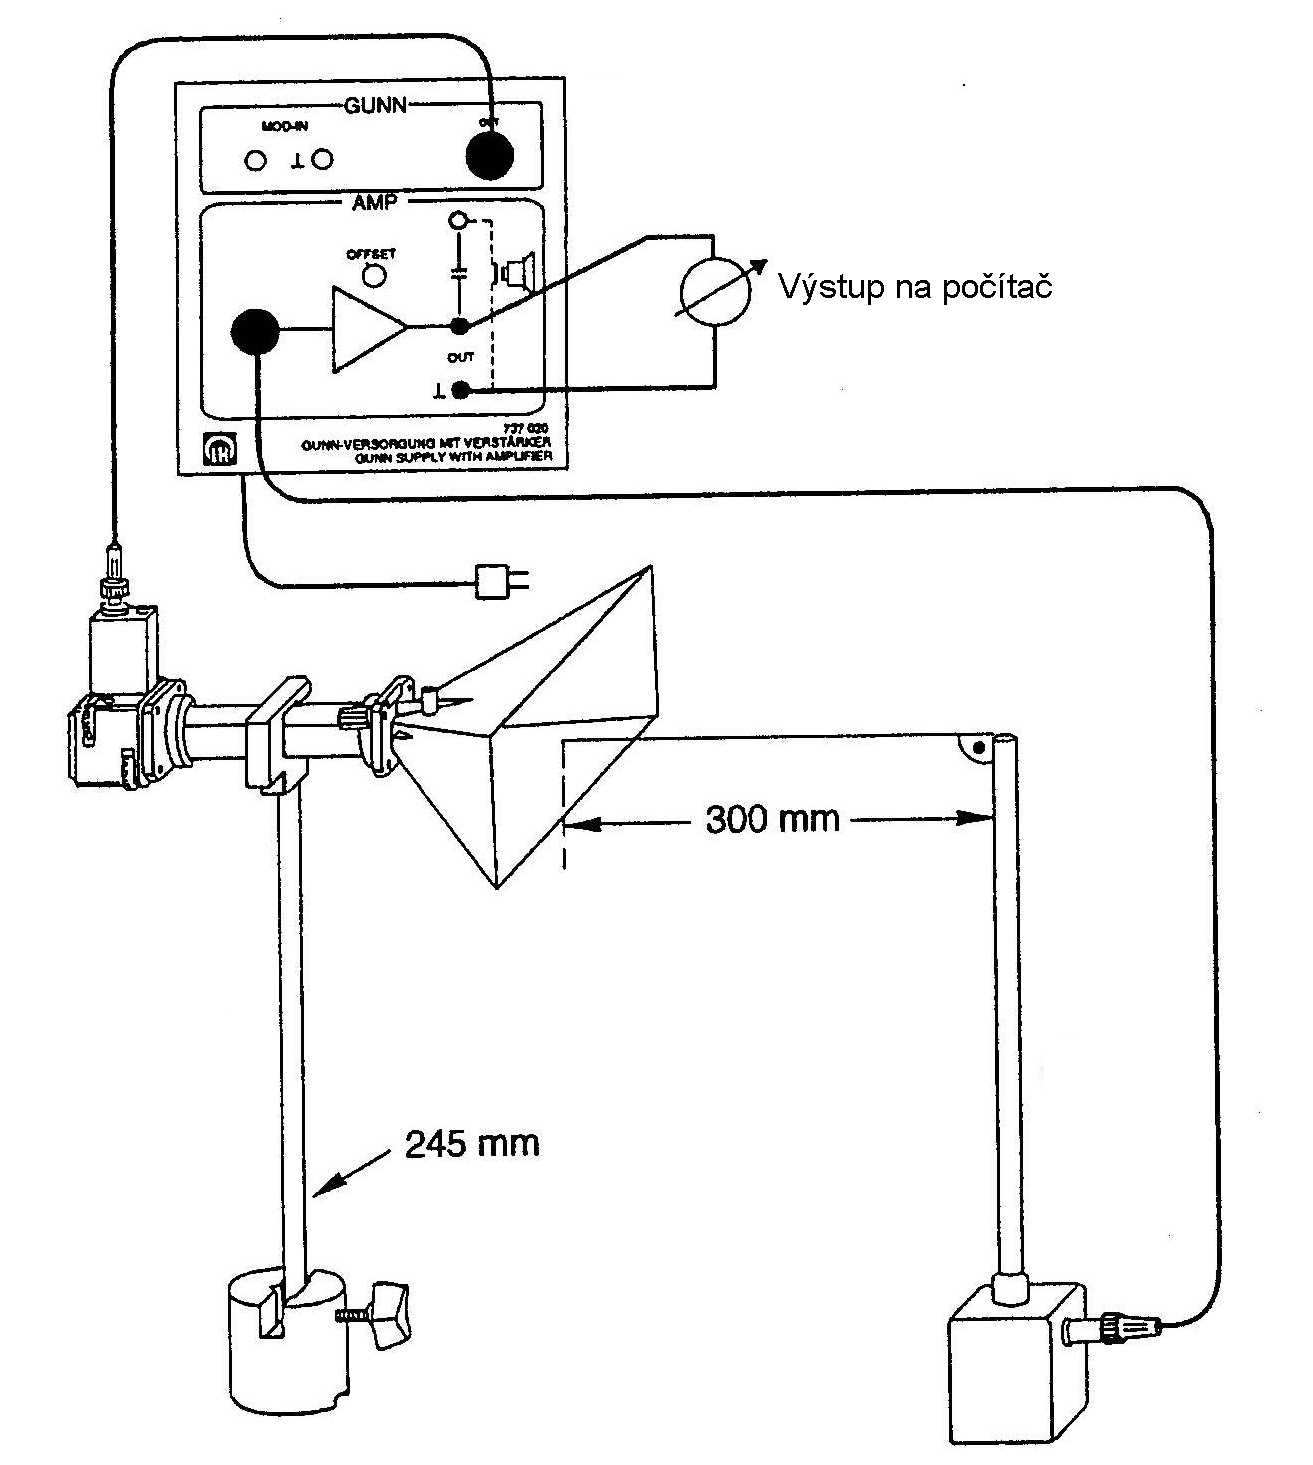 GUNN
MOD-IN
OUT
⊥
AMP
OFFSET
OUT
⊥
Výstup na počítač
737 020
GUNN-VERSORGUNG MIT VERSTÄRKER
GUNN SUPPLY WITH AMPLIFIER
300 mm
245 mm